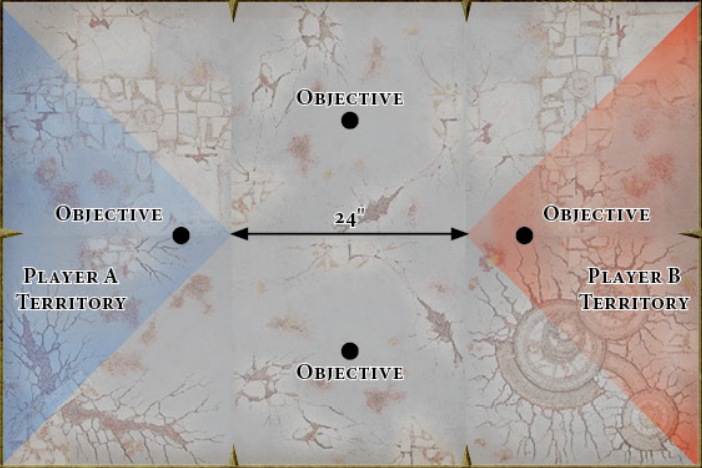 Objective
24"
Objective
Objective
Player A
Territory
Player B
Territory
Objective